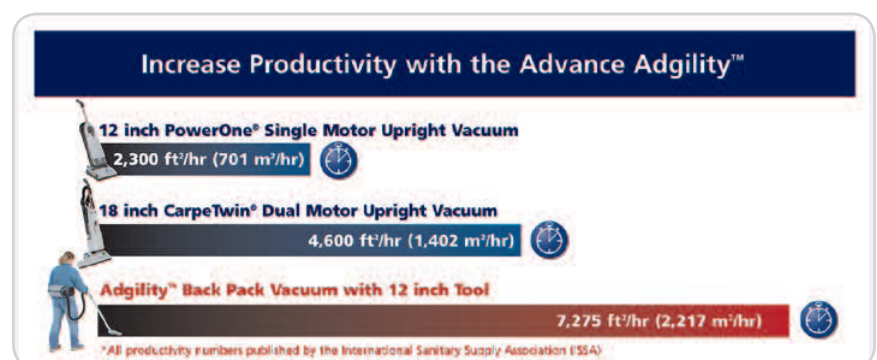 Increase Productivity with the Advance Adgility™
12 inch PowerOne® Single Motor Upright Vacuum
2,300 ft²/hr (701 m²/hr)
18 inch CarpeTwin® Dual Motor Upright Vacuum
4,600 ft²/hr (1,402 m²/hr)
Adgility™ Back Pack Vacuum with 12 inch Tool
7,275 ft²/hr (2,217 m²/hr)
*All productivity numbers published by the International Sanitary Supply Association (ISSA)